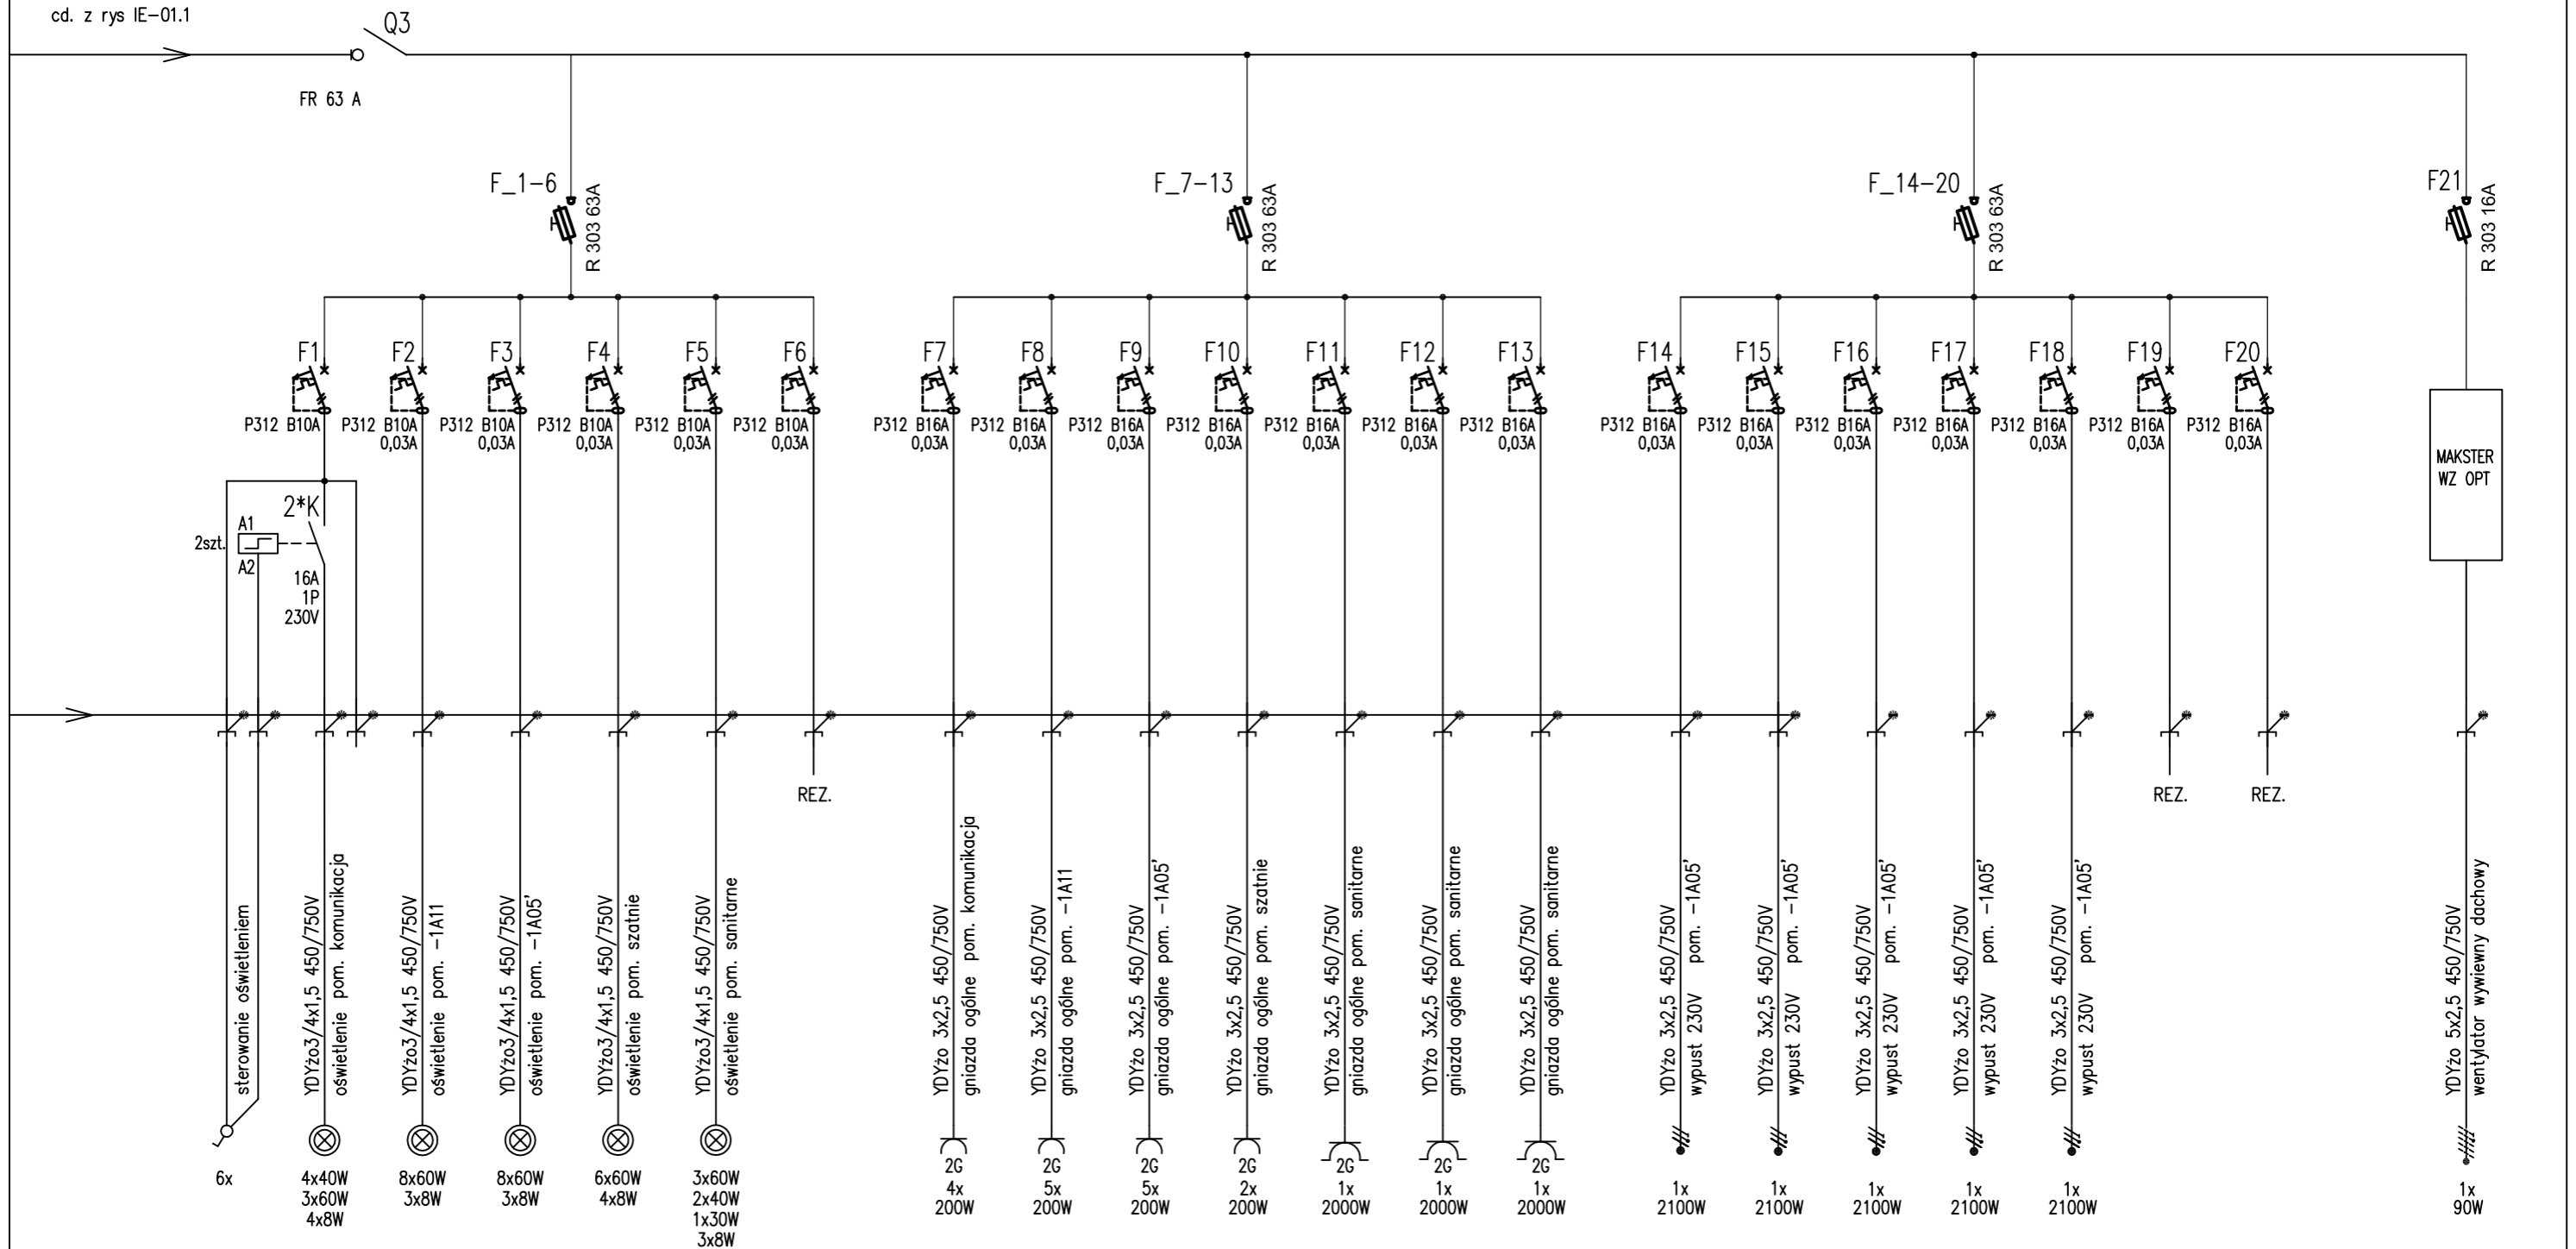 cd. z rys IE-01.1
Q3
FR 63 A
F_1-6
R 303 63A
F_7-13
R 303 63A
F_14-20
R 303 63A
F21
R 303 16A
F1
F2
F3
F4
F5
F6
F7
F8
F9
F10
F11
F12
F13
F14
F15
F16
F17
F18
F19
F20
P312 B10A
P312 B10A
0,03A
P312 B10A
0,03A
P312 B10A
0,03A
P312 B10A
0,03A
P312 B10A
0,03A
P312 B16A
0,03A
P312 B16A
0,03A
P312 B16A
0,03A
P312 B16A
0,03A
P312 B16A
0,03A
P312 B16A
0,03A
P312 B16A
0,03A
P312 B16A
0,03A
P312 B16A
0,03A
P312 B16A
0,03A
P312 B16A
0,03A
P312 B16A
0,03A
P312 B16A
0,03A
P312 B16A
0,03A
MAKSTER
WZ OPT
2*K
A1
2szt.
A2
16A
1P
230V
REZ.
REZ.
REZ.
sterowanie oświetleniem
YDYżo3/4x1,5 450/750V
oświetlenie pom. komunikacja
YDYżo3/4x1,5 450/750V
oświetlenie pom. -1A11
YDYżo3/4x1,5 450/750V
oświetlenie pom. -1A05'
YDYżo3/4x1,5 450/750V
oświetlenie pom. szatnie
YDYżo3/4x1,5 450/750V
oświetlenie pom. sanitarne
YDYżo 3x2,5 450/750V
gniazda ogólne pom. komunikacja
YDYżo 3x2,5 450/750V
gniazda ogólne pom. -1A11
YDYżo 3x2,5 450/750V
gniazda ogólne pom. -1A05'
YDYżo 3x2,5 450/750V
gniazda ogólne pom. szatnie
YDYżo 3x2,5 450/750V
gniazda ogólne pom. sanitarne
YDYżo 3x2,5 450/750V
gniazda ogólne pom. sanitarne
YDYżo 3x2,5 450/750V
gniazda ogólne pom. sanitarne
YDYżo 3x2,5 450/750V
wypust 230V pom. -1A05'
YDYżo 3x2,5 450/750V
wypust 230V pom. -1A05'
YDYżo 3x2,5 450/750V
wypust 230V pom. -1A05'
YDYżo 3x2,5 450/750V
wypust 230V pom. -1A05'
YDYżo 3x2,5 450/750V
wypust 230V pom. -1A05'
YDYżo 5x2,5 450/750V
wentylator wywiewny dachowy
6x
4x40W
3x60W
4x8W
8x60W
3x8W
8x60W
3x8W
6x60W
4x8W
3x60W
2x40W
1x30W
3x8W
2G
4x
200W
2G
5x
200W
2G
5x
200W
2G
2x
200W
2G
1x
2000W
2G
1x
2000W
2G
1x
2000W
1x
2100W
1x
2100W
1x
2100W
1x
2100W
1x
2100W
1x
90W